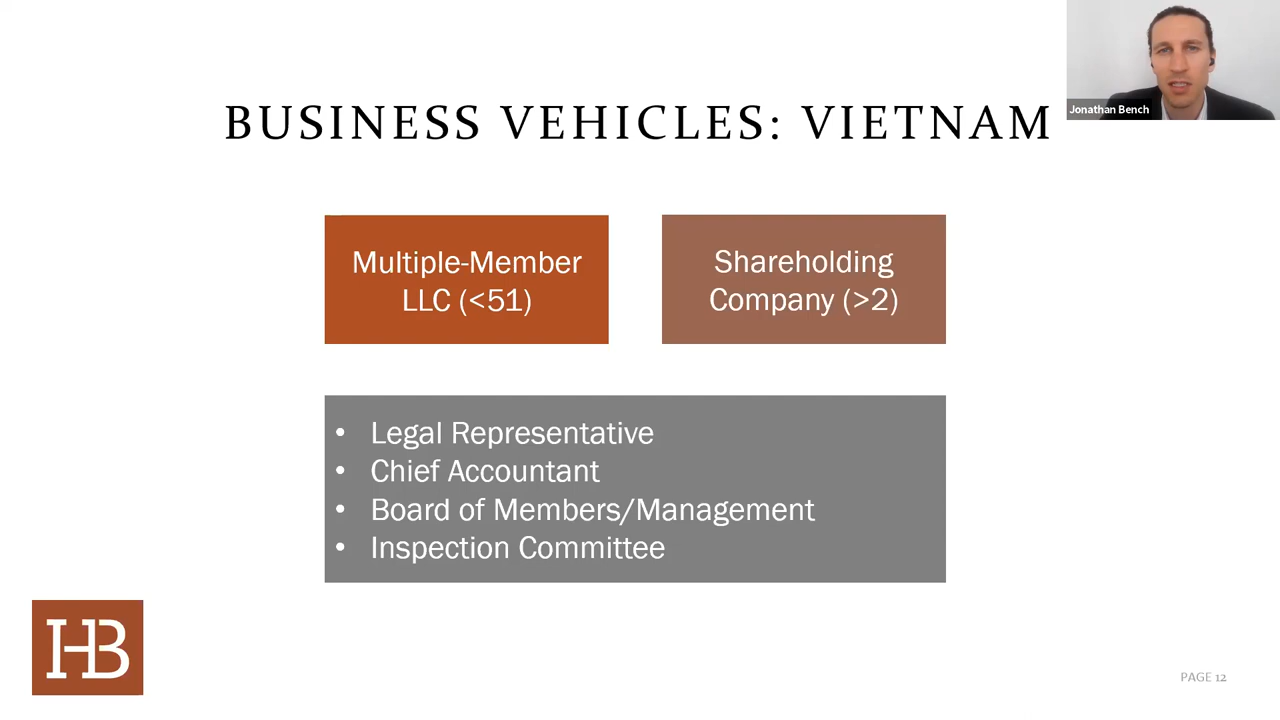 Jonathan Bench
BUSINESS VEHICLES: VIETNAM
Multiple-Member
LLC (<51)
Shareholding
Company (>2)
• Legal Representative
• Chief Accountant
• Board of Members/Management
• Inspection Committee
HB
PAGE 12